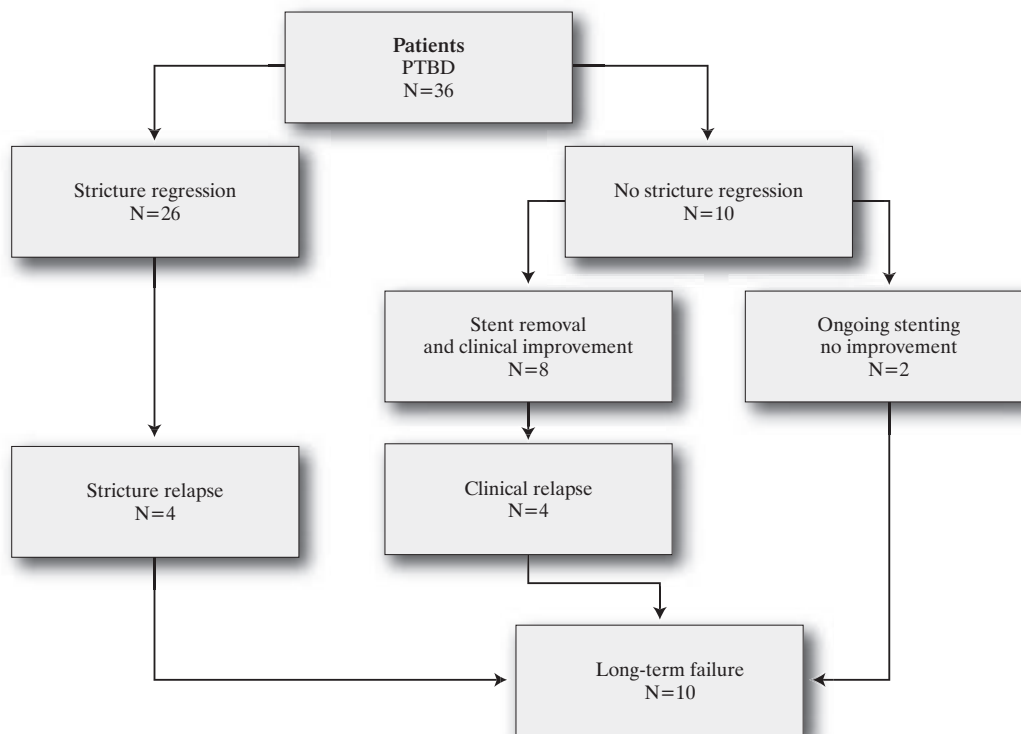 Patients
PTBD
N=36
Stricture regression
N=26
No stricture regression
N=10
Stent removal
and clinical improvement
N=8
Ongoing stenting
no improvement
N=2
Stricture relapse
N=4
Clinical relapse
N=4
Long-term failure
N=10